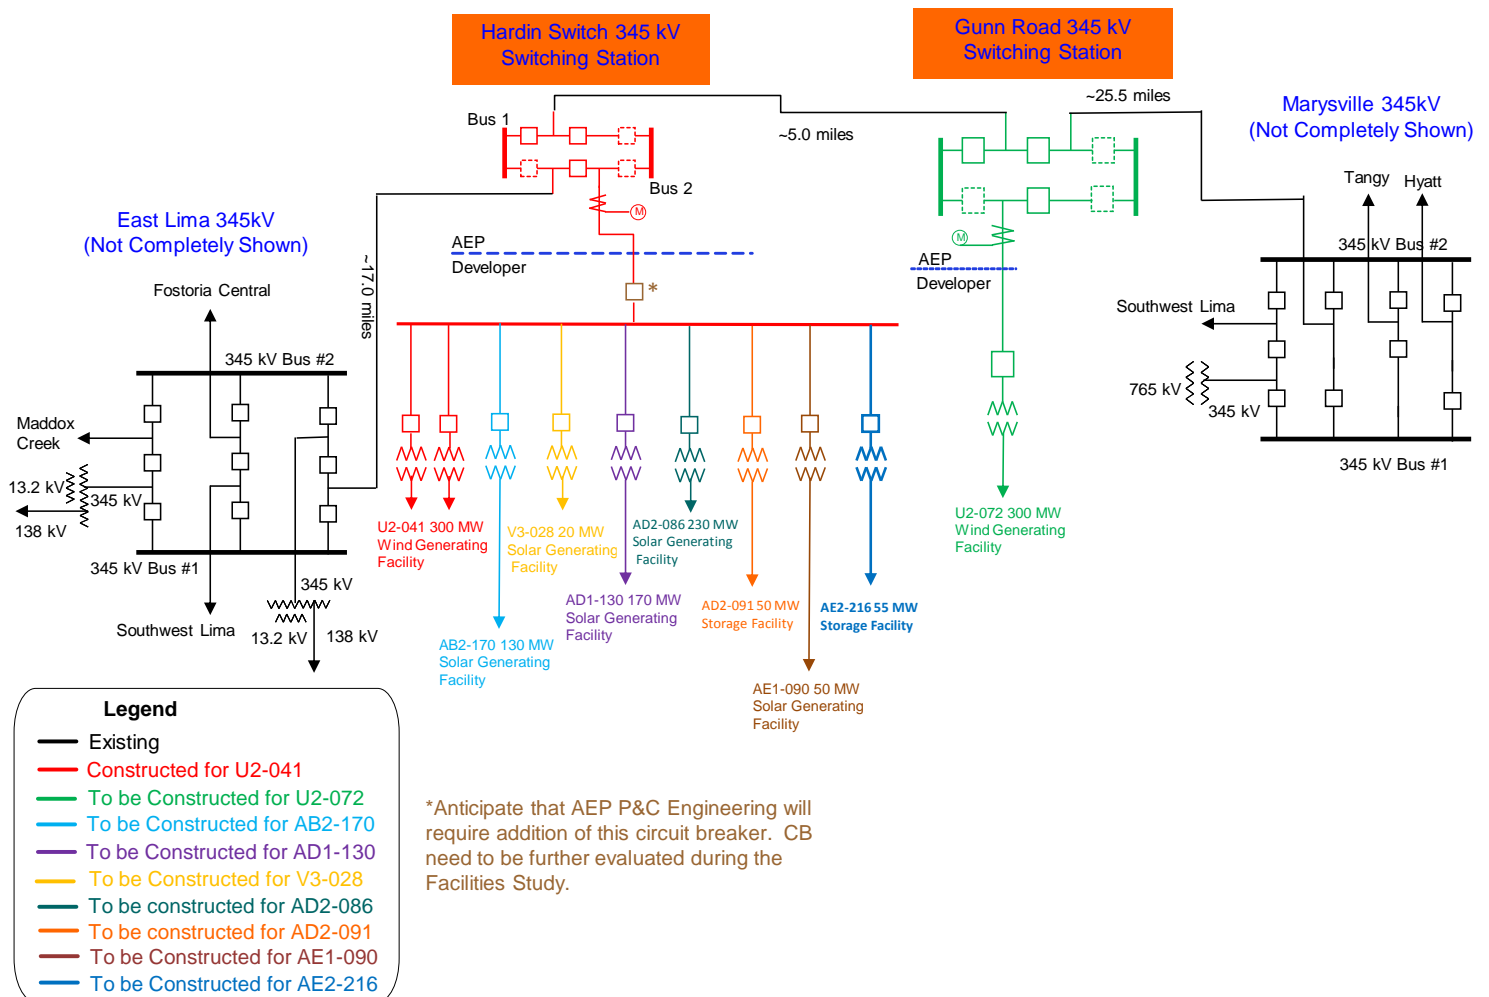 Hardin Switch 345 kV
Switching Station
Gunn Road 345 kV
Switching Station
~25.5 miles
Marysville 345kV
(Not Completely Shown)
Bus 1
~5.0 miles
Bus 2
Tangy
Hyatt
East Lima 345kV
(Not Completely Shown)
M
M
AEP
Developer
AEP
Developer
345 kV Bus #2
~17.0 miles
*
Fostoria Central
Southwest Lima
345 kV Bus #2
765 kV
345 kV
Maddox
Creek
13.2 kV
345 kV
138 kV
345 kV Bus #1
345 kV Bus #1
345 kV
Southwest Lima
13.2 kV
138 kV
U2-041 300 MW
Wind Generating
Facility
V3-028 20 MW
Solar Generating
Facility
AD2-086 230 MW
Solar Generating
Facility
U2-072 300 MW
Wind Generating
Facility
AD1-130 170 MW
Solar Generating
Facility
AD2-091 50 MW
Storage Facility
AE2-216 55 MW
Storage Facility
AB2-170 130 MW
Solar Generating
Facility
AE1-090 50 MW
Solar Generating
Facility
Legend
Existing
Constructed for U2-041
To be Constructed for U2-072
To be Constructed for AB2-170
To be Constructed for AD1-130
To be Constructed for V3-028
To be constructed for AD2-086
To be constructed for AD2-091
To be Constructed for AE1-090
To be Constructed for AE2-216
*Anticipate that AEP P&C Engineering will
require addition of this circuit breaker.  CB
need to be further evaluated during the
Facilities Study.